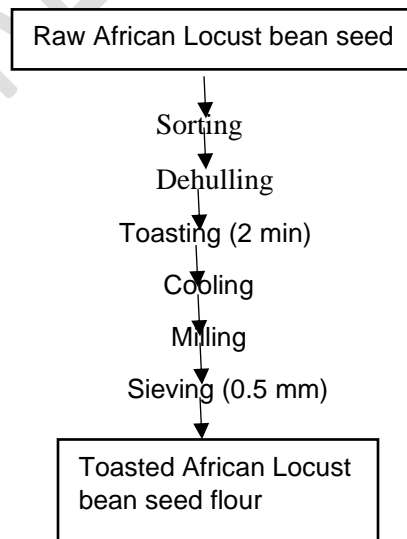 Raw African Locust bean seed
Sorting
Dehulling
Toasting (2 min)
Cooling
Milling
Sieving (0.5 mm)
Toasted African Locust
bean seed flour